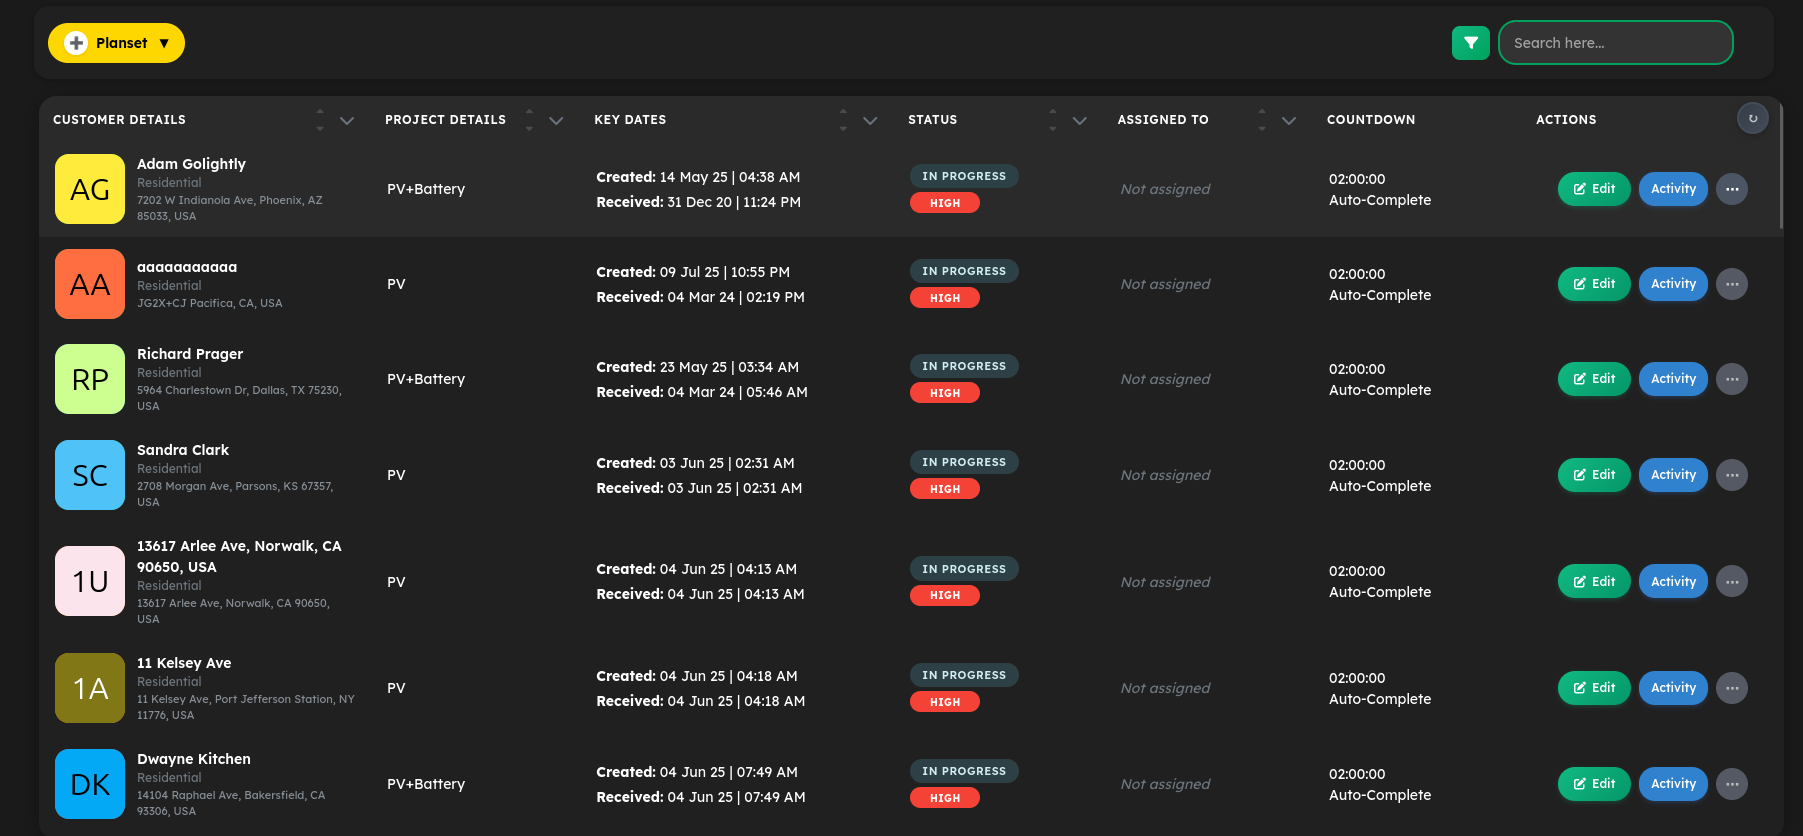 Planset ▼
Search here...
CUSTOMER DETAILS PROJECT DETAILS KEY DATES STATUS ASSIGNED TO COUNTDOWN ACTIONS
AG
Adam Golightly
Residential
7202 W Indianola Ave, Phoenix, AZ
85033, USA
PV+Battery
Created: 14 May 25 | 04:38 AM
Received: 31 Dec 20 | 11:24 PM
IN PROGRESS
HIGH
Not assigned
02:00:00
Auto-Complete
Edit Activity ...
AA
aaaaaaaaaaa
Residential
JG2X+CJ Pacifica, CA, USA
PV
Created: 09 Jul 25 | 10:55 PM
Received: 04 Mar 24 | 02:19 PM
IN PROGRESS
HIGH
Not assigned
02:00:00
Auto-Complete
Edit Activity ...
RP
Richard Prager
Residential
5964 Charlestown Dr, Dallas, TX 75230,
USA
PV+Battery
Created: 23 May 25 | 03:34 AM
Received: 04 Mar 24 | 05:46 AM
IN PROGRESS
HIGH
Not assigned
02:00:00
Auto-Complete
Edit Activity ...
SC
Sandra Clark
Residential
2708 Morgan Ave, Parsons, KS 67357,
USA
PV
Created: 03 Jun 25 | 02:31 AM
Received: 03 Jun 25 | 02:31 AM
IN PROGRESS
HIGH
Not assigned
02:00:00
Auto-Complete
Edit Activity ...
1U
13617 Arlee Ave, Norwalk, CA
90650, USA
Residential
13617 Arlee Ave, Norwalk, CA 90650,
USA
PV
Created: 04 Jun 25 | 04:13 AM
Received: 04 Jun 25 | 04:13 AM
IN PROGRESS
HIGH
Not assigned
02:00:00
Auto-Complete
Edit Activity ...
1A
11 Kelsey Ave
Residential
11 Kelsey Ave, Port Jefferson Station, NY
11776, USA
PV
Created: 04 Jun 25 | 04:18 AM
Received: 04 Jun 25 | 04:18 AM
IN PROGRESS
HIGH
Not assigned
02:00:00
Auto-Complete
Edit Activity ...
DK
Dwayne Kitchen
Residential
14104 Raphael Ave, Bakersfield, CA
93306, USA
PV+Battery
Created: 04 Jun 25 | 07:49 AM
Received: 04 Jun 25 | 07:49 AM
IN PROGRESS
HIGH
Not assigned
02:00:00
Auto-Complete
Edit Activity ...